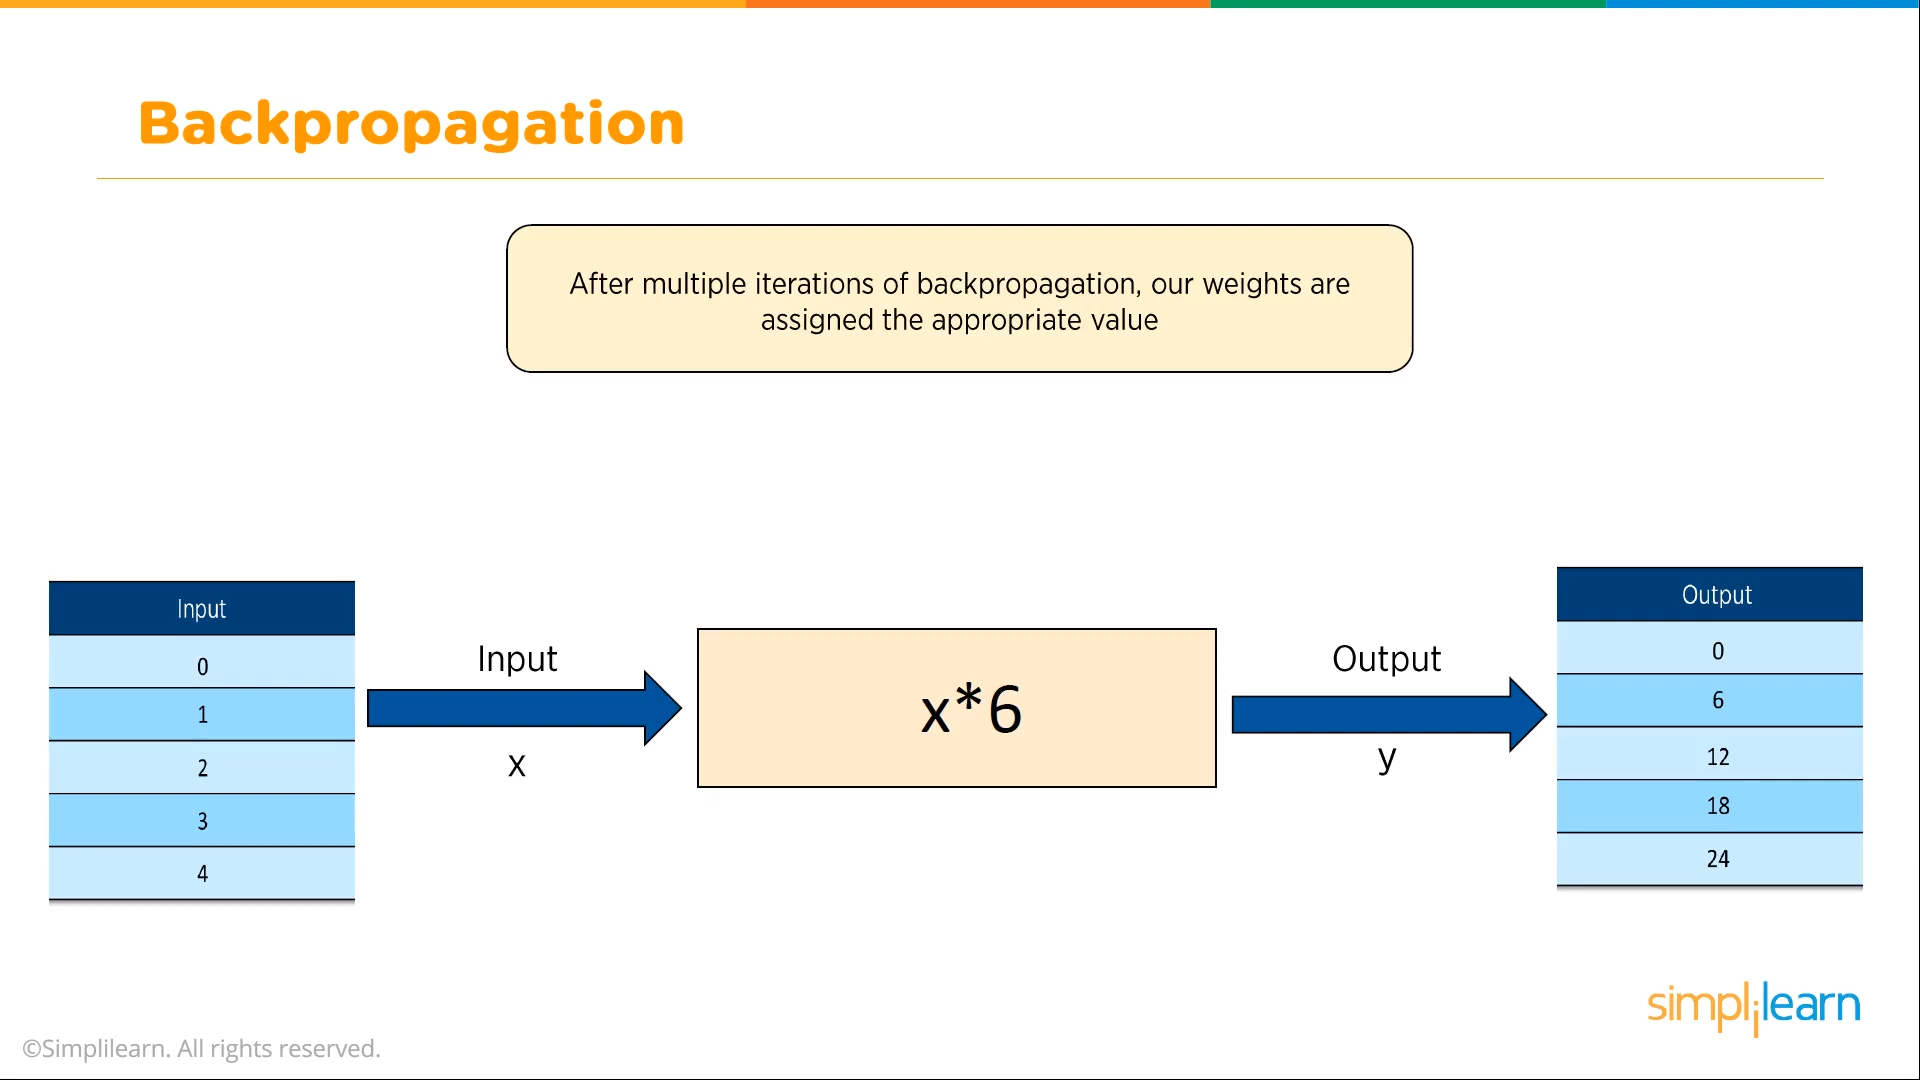 Backpropagation
After multiple iterations of backpropagation, our weights are
assigned the appropriate value
Input
0
1
2
3
4
Input
x
x*6
Output
y
Output
0
6
12
18
24
simplilearn
©Simplilearn. All rights reserved.